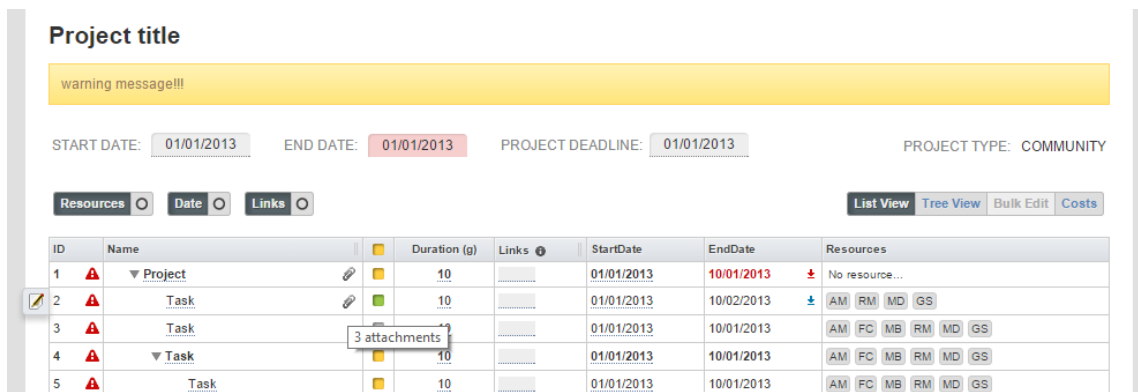 Project title
warning message!!!
START DATE: 01/01/2013 END DATE: 01/01/2013 PROJECT DEADLINE: 01/01/2013 PROJECT TYPE: COMMUNITY
Resources Date Links List View Tree View Bulk Edit Costs
ID Name Duration (g) Links StartDate EndDate Resources
1 Project 10 01/01/2013 10/01/2013 No resource...
2 Task 10 01/01/2013 10/02/2013 AM RM MD GS
3 Task 01/01/2013 10/01/2013 AM FC MB RM MD GS
3 attachments
4 Task 10 01/01/2013 10/01/2013 AM FC MB RM MD GS
5 Task 10 01/01/2013 10/01/2013 AM FC MB RM MD GS